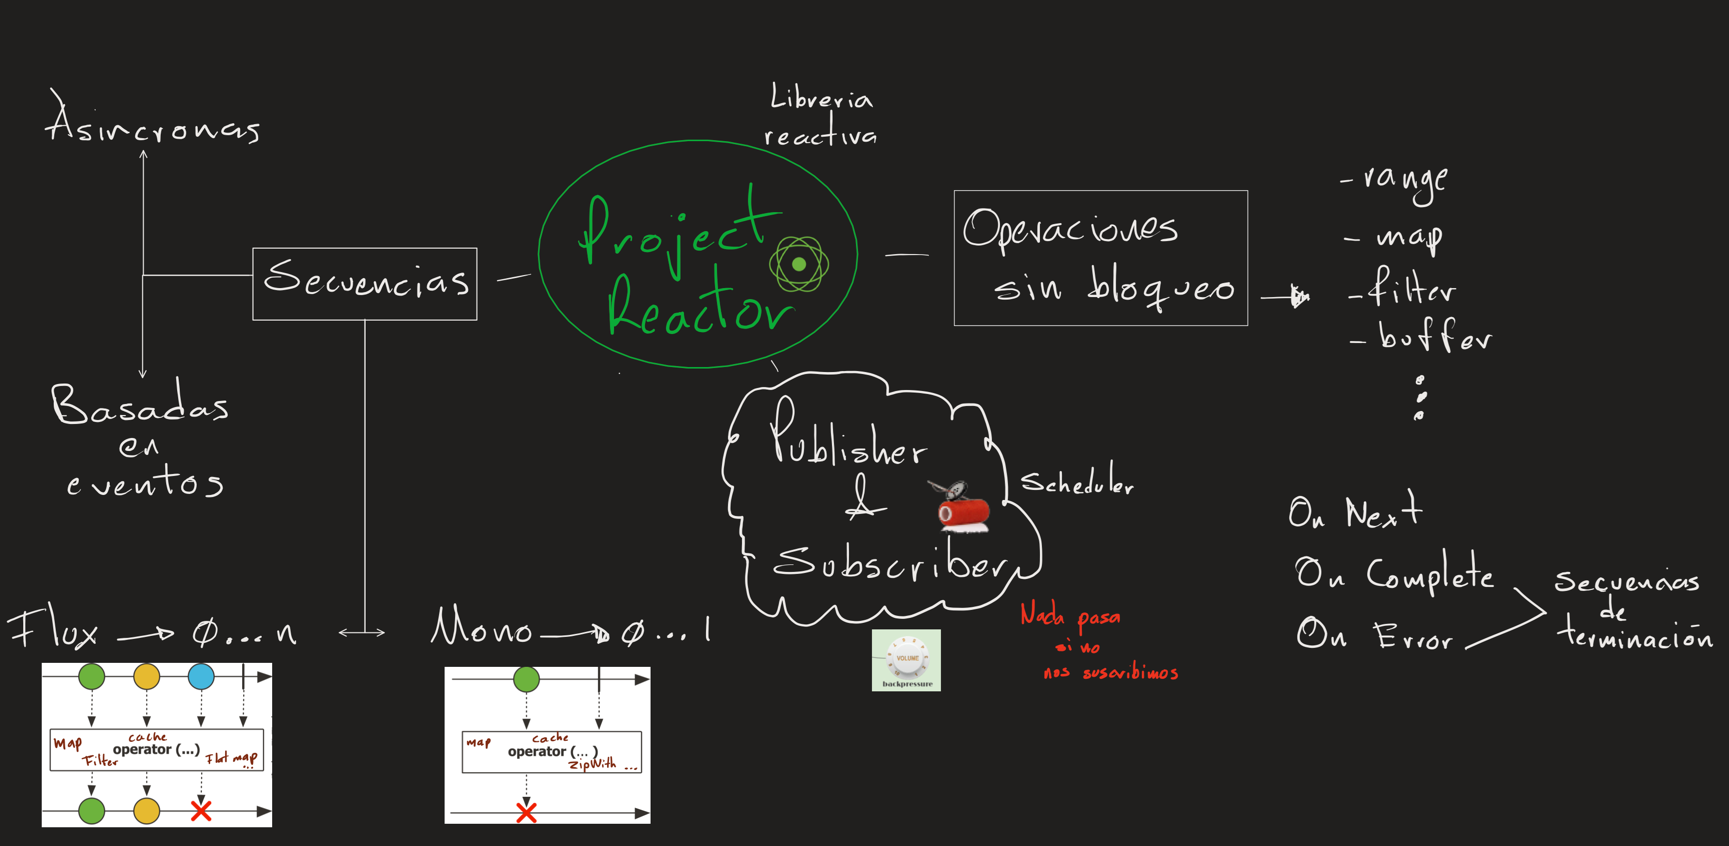 Libreria
reactiva
Asincronas
Project
Reactor
Secuencias
Operaciones
sin bloqueo
- range
- map
- filter
- buffer
Basadas
en
eventos
Publisher
&
Subscriber
Scheduler
On Next
On Complete
On Error
secuencias
de
terminación
Flux → 0...n
Mono → 0...1
Nada pasa
si no
nos suscribimos
VOLUME
backpressure
map
cache
operator (...)
Filter
Flat map
...
map
cache
operator (...)
zipWith ...